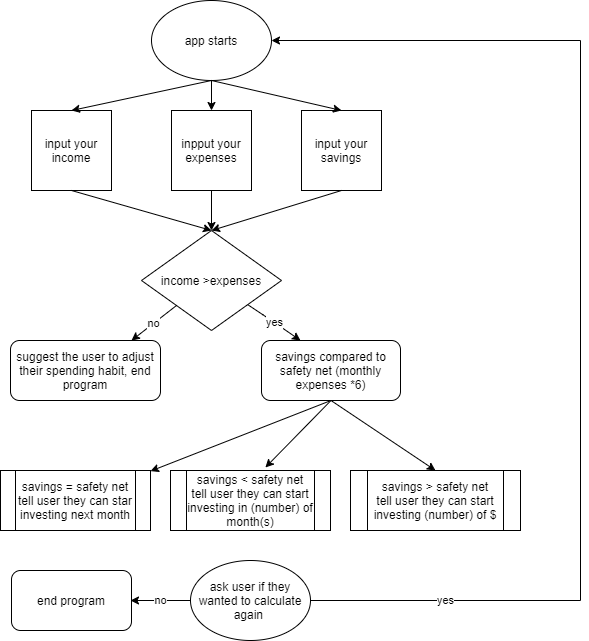 app starts
input your
income
inpput your
expenses
input your
savings
income >expenses
no
yes
suggest the user to adjust
their spending habit, end
program
savings compared to
safety net (monthly
expenses *6)
savings = safety net
tell user they can star
investing next month
savings < safety net
tell user they can start
investing in (number) of
month(s)
savings > safety net
tell user they can start
investing (number) of $
end program
no
ask user if they
wanted to calculate
again
yes